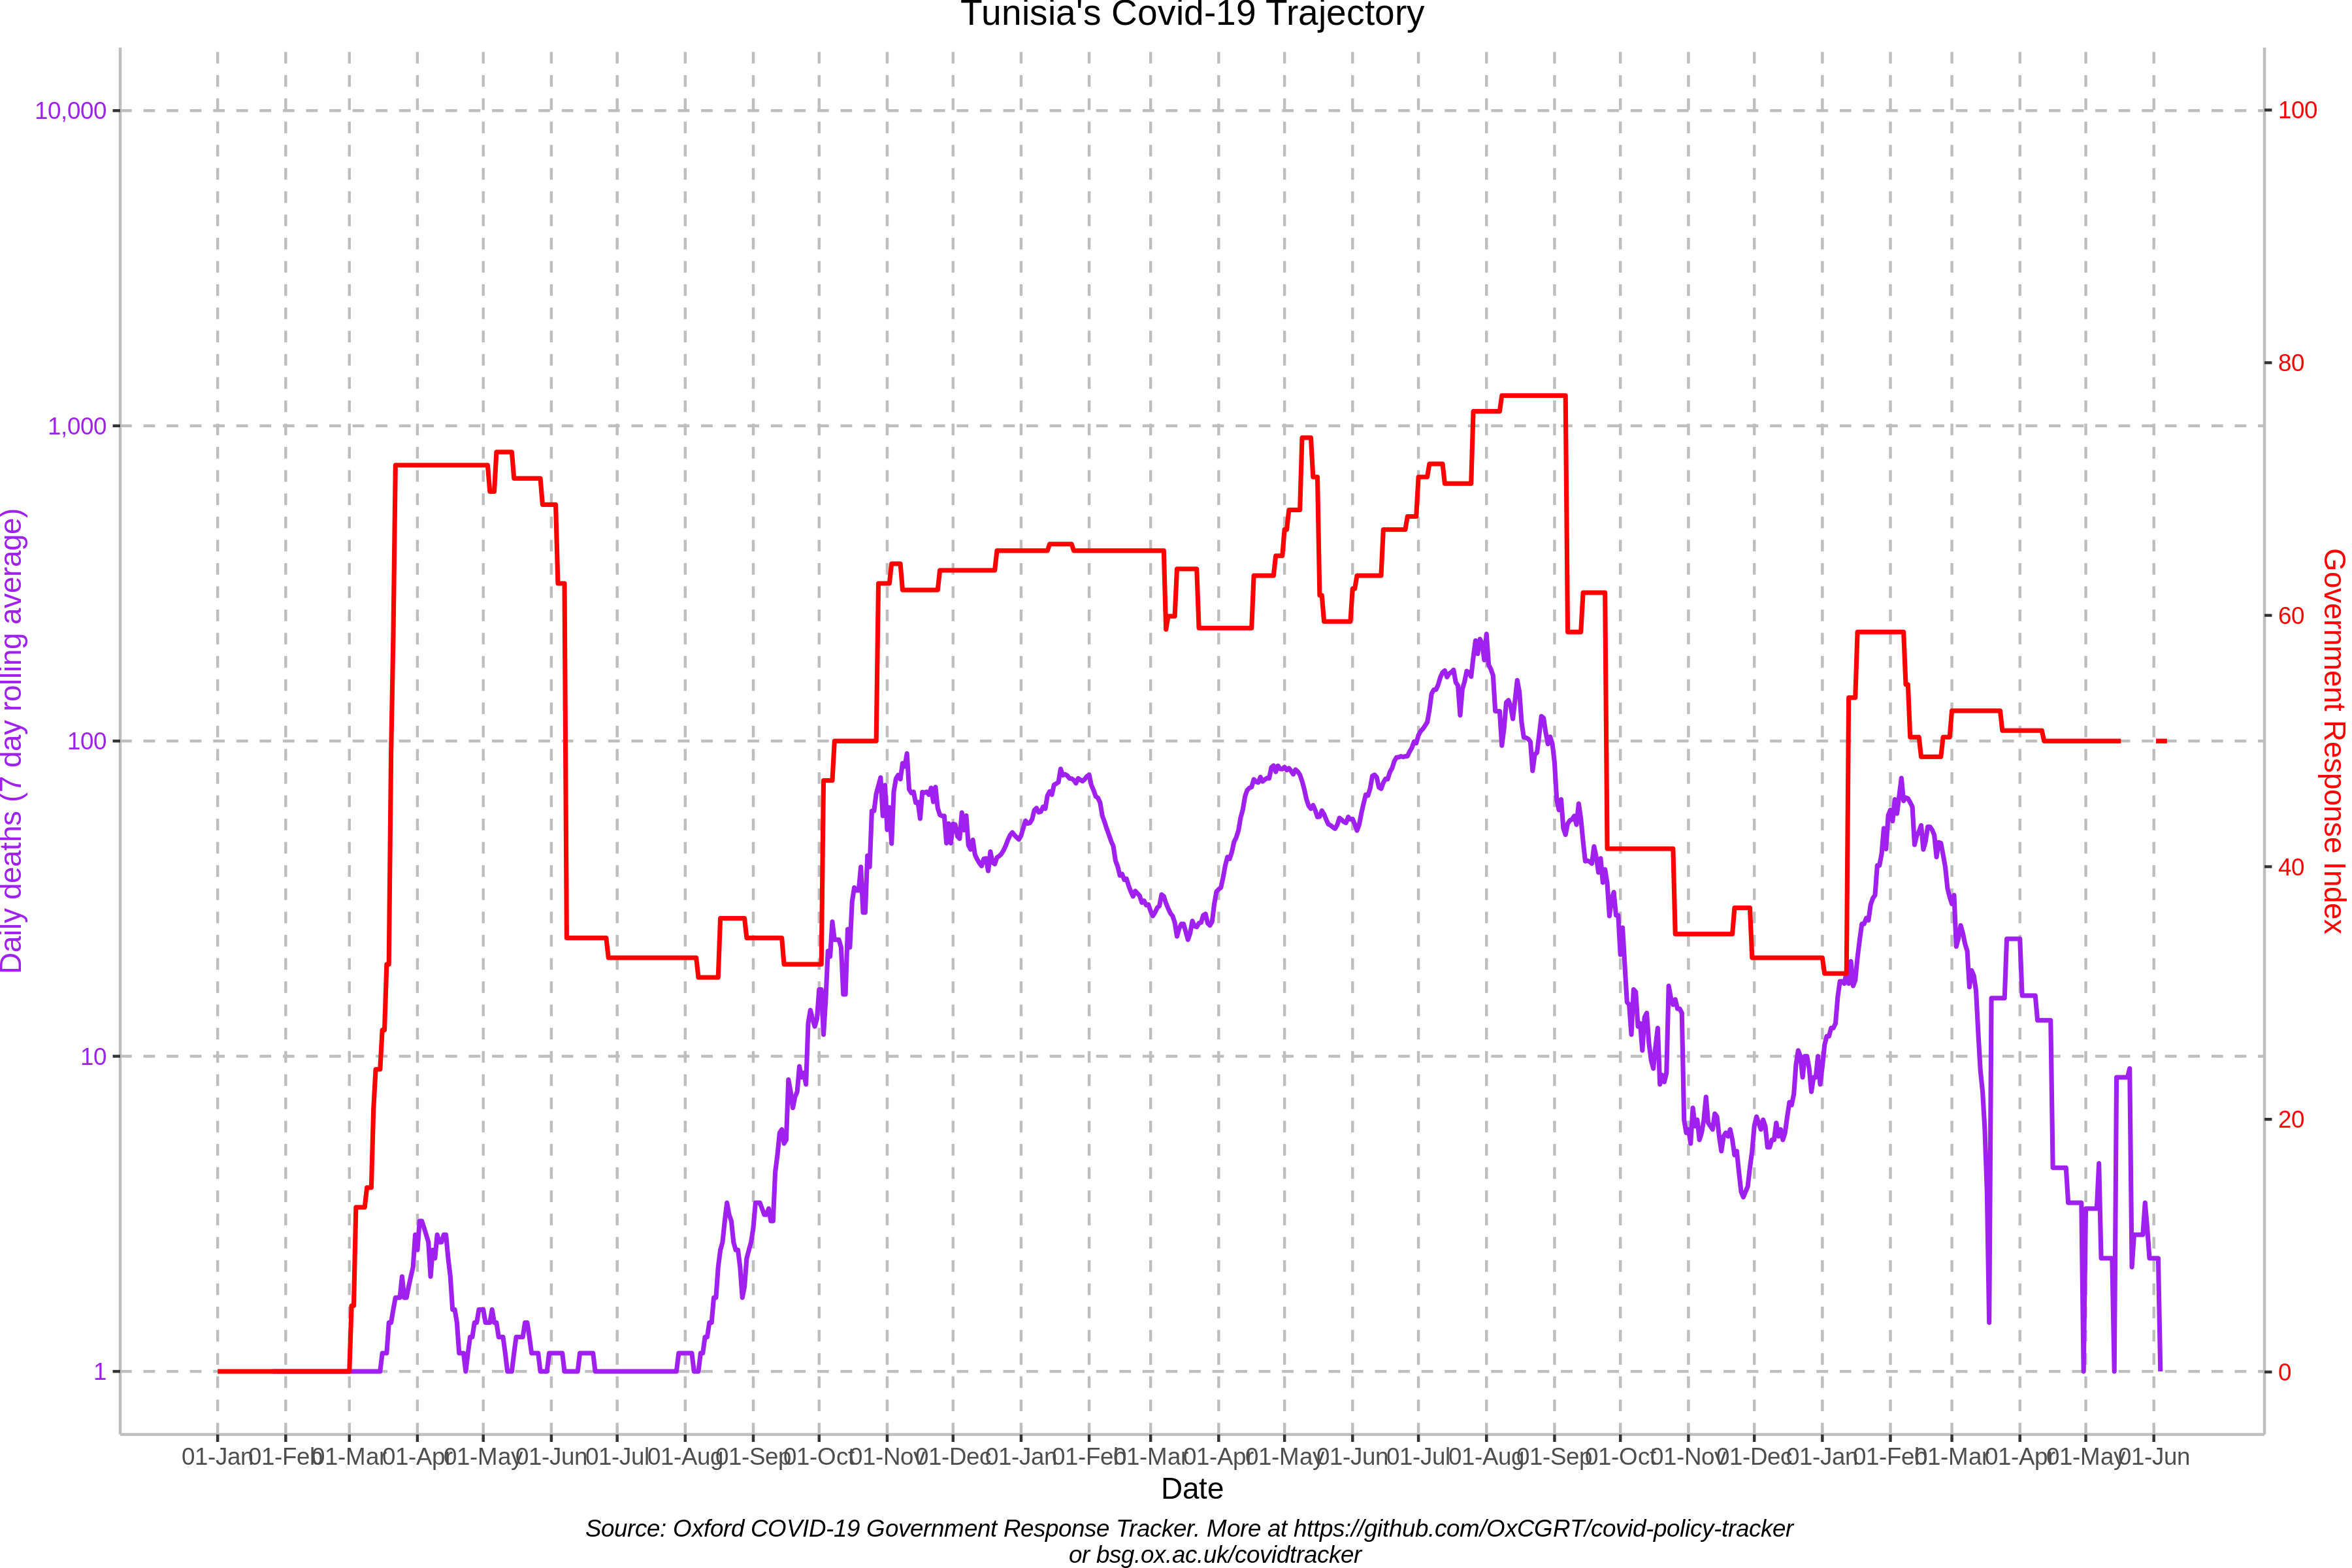 Tunisia's Covid-19 Trajectory
Daily deaths (7 day rolling average)
10,000
1,000
100
10
1
100
80
60
40
20
0
Government Response Index
01-Jan 01-Feb 01-Mar 01-Apr 01-May 01-Jun 01-Jul 01-Aug 01-Sep 01-Oct 01-Nov 01-Dec 01-Jan 01-Feb 01-Mar 01-Apr 01-May 01-Jun 01-Jul 01-Aug 01-Sep 01-Oct 01-Nov 01-Dec 01-Jan 01-Feb 01-Mar 01-Apr 01-May 01-Jun
Date
Source: Oxford COVID-19 Government Response Tracker. More at https://github.com/OxCGRT/covid-policy-tracker
or bsg.ox.ac.uk/covidtracker